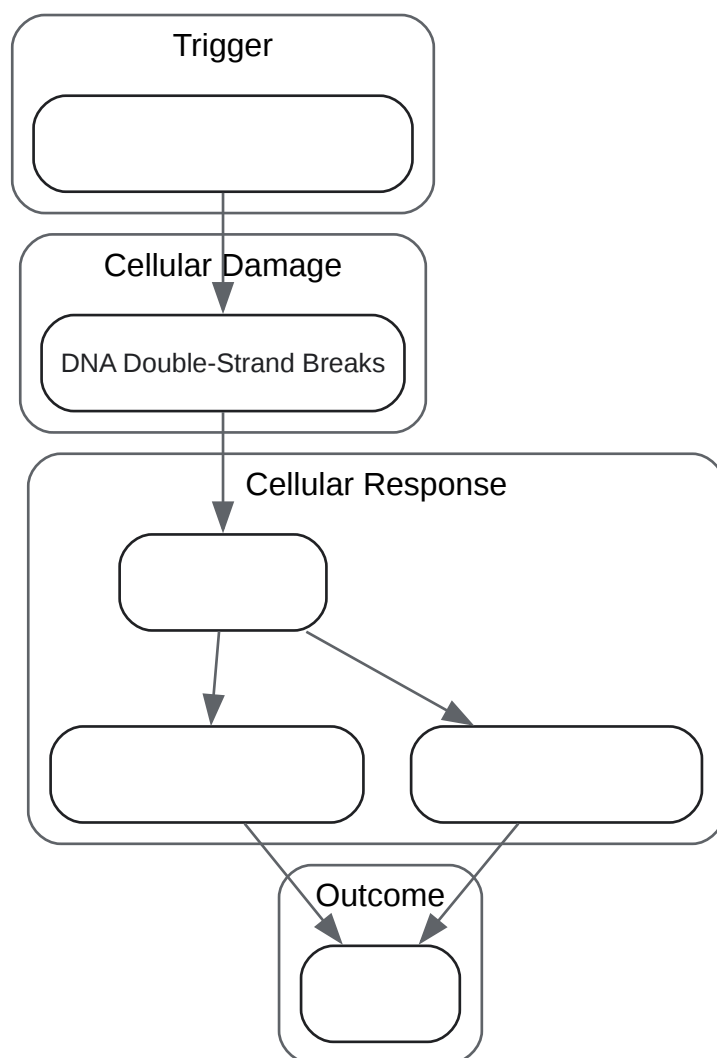 Trigger
Cellular Damage
DNA Double-Strand Breaks
Cellular Response
Outcome